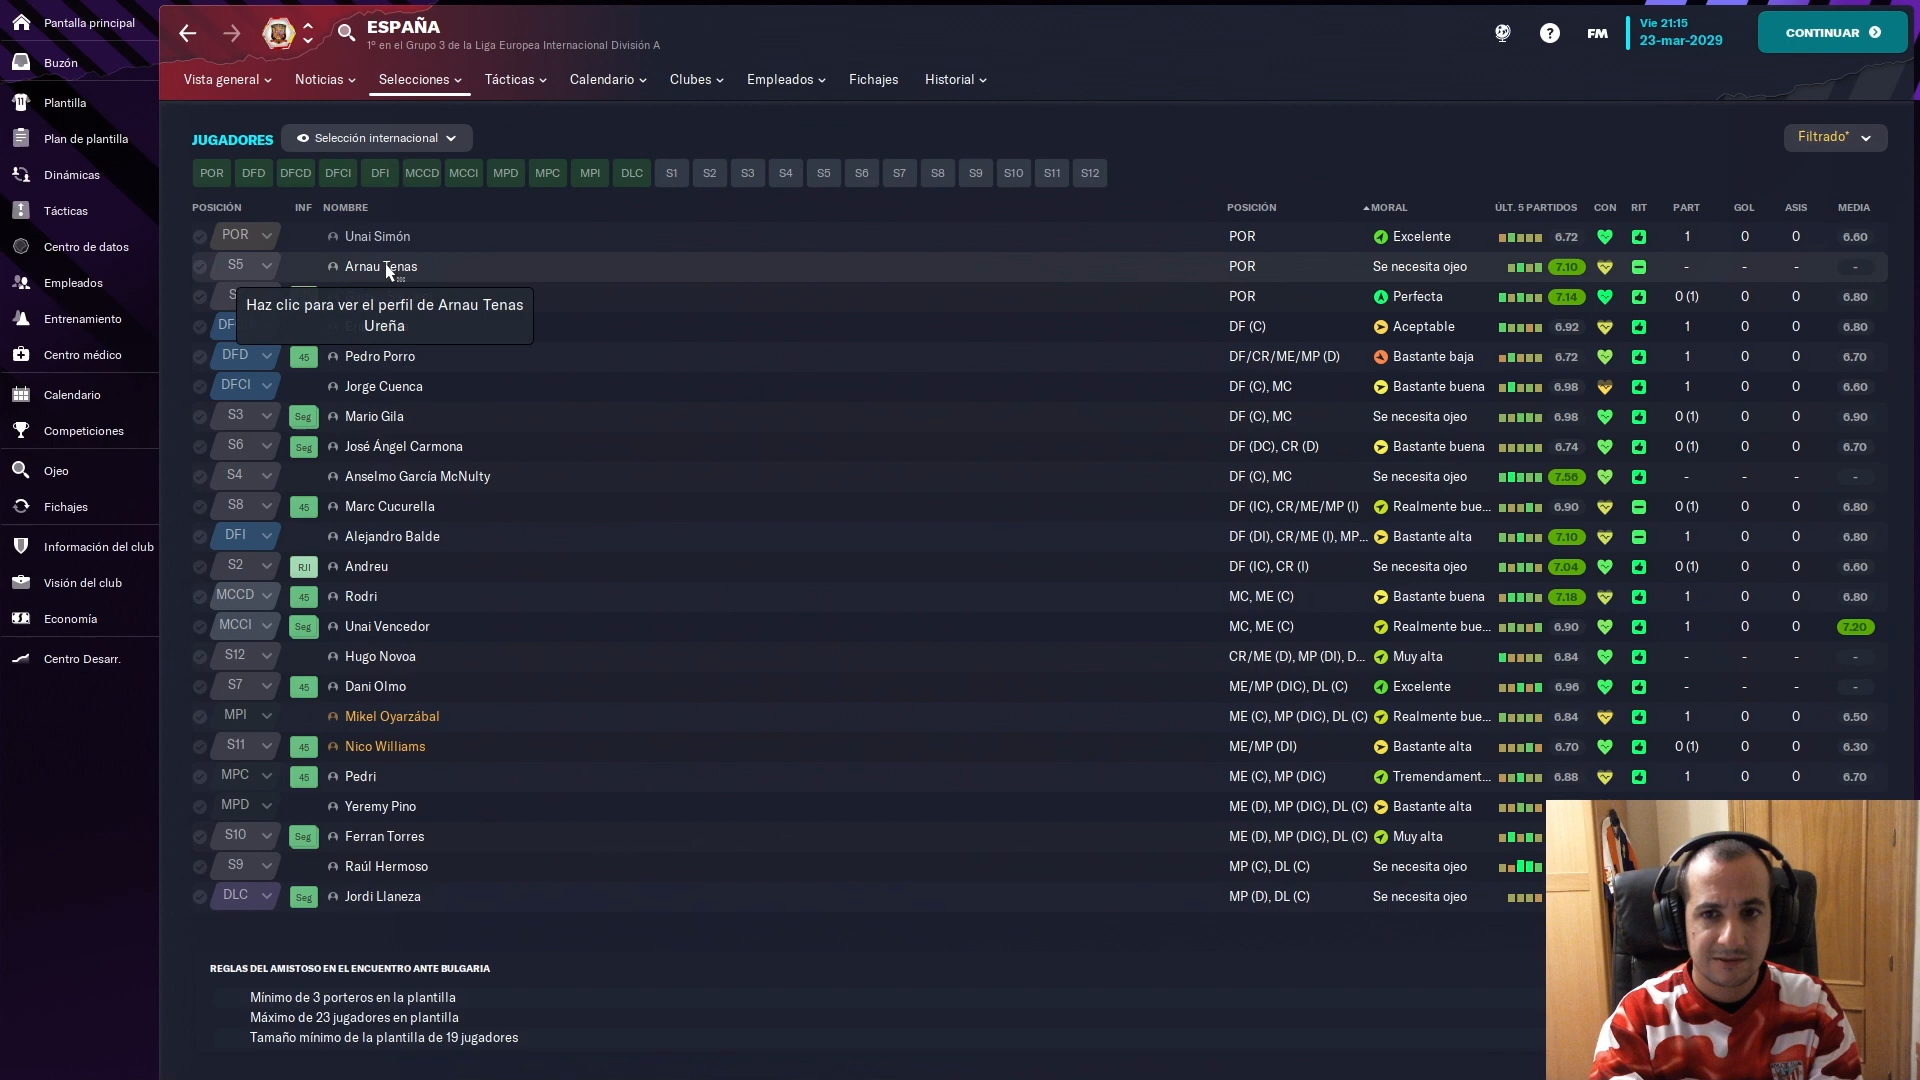 Pantalla principal
Buzón
Plantilla
Plan de plantilla
Dinámicas
Tácticas
Centro de datos
Empleados
Entrenamiento
Centro médico
Calendario
Competiciones
Ojeo
Fichajes
Información del club
Visión del club
Economía
Centro Desarr.
ESPAÑA
1º en el Grupo 3 de la Liga Europea Internacional División A
FM
Vie 21:15
23-mar-2029
CONTINUAR
Vista general Noticias Selecciones Tácticas Calendario Clubes Empleados Fichajes Historial
JUGADORES Selección internacional Filtrado*
POR DFD DFCD DFCI DFI MCCD MCCI MPD MPC MPI DLC S1 S2 S3 S4 S5 S6 S7 S8 S9 S10 S11 S12
POSICIÓN INF NOMBRE POSICIÓN MORAL ÚLT. 5 PARTIDOS CON RIT PART GOL ASIS MEDIA
POR Unai Simón POR Excelente 6.72 1 0 0 6.60
S5 Arnau Tenas POR Se necesita ojeo 7.10 - - - -
POR Perfecta 7.14 0 (1) 0 0 6.80
DF (C) Aceptable 6.92 1 0 0 6.80
Haz clic para ver el perfil de Arnau Tenas
Ureña
DFD 45 Pedro Porro DF/CR/ME/MP (D) Bastante baja 6.72 1 0 0 6.70
DFCI Jorge Cuenca DF (C), MC Bastante buena 6.98 1 0 0 6.60
S3 Seg Mario Gila DF (C), MC Se necesita ojeo 6.98 0 (1) 0 0 6.90
S6 Seg José Ángel Carmona DF (DC), CR (D) Bastante buena 6.74 0 (1) 0 0 6.70
S4 Anselmo García McNulty DF (C), MC Se necesita ojeo 7.56 - - - -
S8 45 Marc Cucurella DF (IC), CR/ME/MP (I) Realmente bue... 6.90 0 (1) 0 0 6.80
DFI Alejandro Balde DF (DI), CR/ME (I), MP... Bastante alta 7.10 1 0 0 6.80
S2 RJI Andreu DF (IC), CR (I) Se necesita ojeo 7.04 0 (1) 0 0 6.60
MCCD 45 Rodri MC, ME (C) Bastante buena 7.18 1 0 0 6.80
MCCI Seg Unai Vencedor MC, ME (C) Realmente bue... 6.90 1 0 0 7.20
S12 Hugo Novoa CR/ME (D), MP (DI), D... Muy alta 6.84 - - - -
S7 45 Dani Olmo ME/MP (DIC), DL (C) Excelente 6.96 - - - -
MPI Mikel Oyarzábal ME (C), MP (DIC), DL (C) Realmente bue... 6.84 1 0 0 6.50
S11 45 Nico Williams ME/MP (DI) Bastante alta 6.70 0 (1) 0 0 6.30
MPC 45 Pedri ME (C), MP (DIC) Tremendament... 6.88 1 0 0 6.70
MPD Yeremy Pino ME (D), MP (DIC), DL (C) Bastante alta
S10 Seg Ferran Torres ME (D), MP (DIC), DL (C) Muy alta
S9 Raúl Hermoso MP (C), DL (C) Se necesita ojeo
DLC Seg Jordi Llaneza MP (D), DL (C) Se necesita ojeo
REGLAS DEL AMISTOSO EN EL ENCUENTRO ANTE BULGARIA
Mínimo de 3 porteros en la plantilla
Máximo de 23 jugadores en plantilla
Tamaño mínimo de la plantilla de 19 jugadores